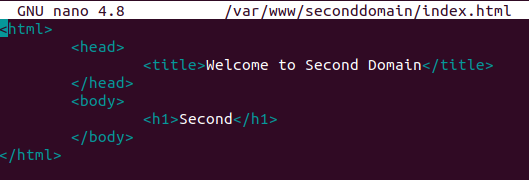 GNU nano 4.8 /var/www/seconddomain/index.html
<html>
<head>
<title>Welcome to Second Domain</title>
</head>
<body>
<h1>Second</h1>
</body>
</html>